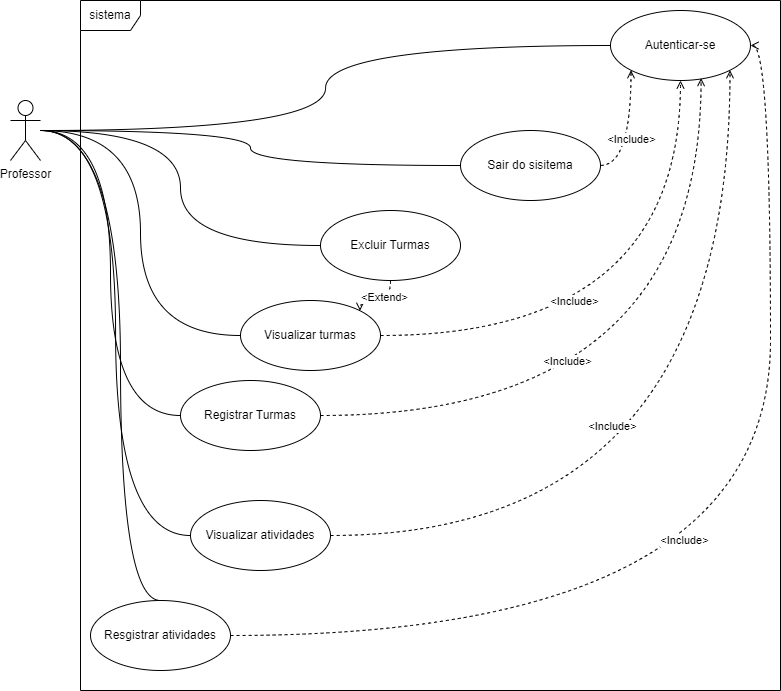 sistema
Autenticar-se
Professor
<Include>
Sair do sisitema
Excluir Turmas
<Extend>
<Include>
Visualizar turmas
<Include>
Registrar Turmas
<Include>
Visualizar atividades
<Include>
Resgistrar atividades